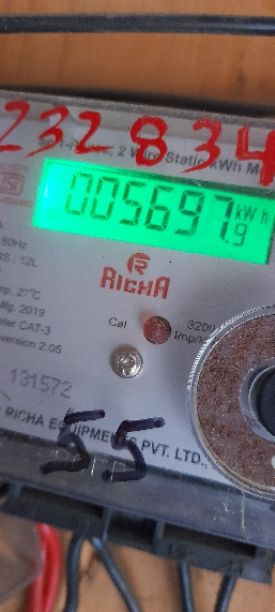 232834
2 Wire Static kWh M
005697.9 kWh
50Hz
RS : 12L
RICHA
27°C
Mfg. 2019
Cal
3200
CAT-3
Imp/k
version 2.05
131572
RICHA EQUIPMENTS PVT. LTD.,
55